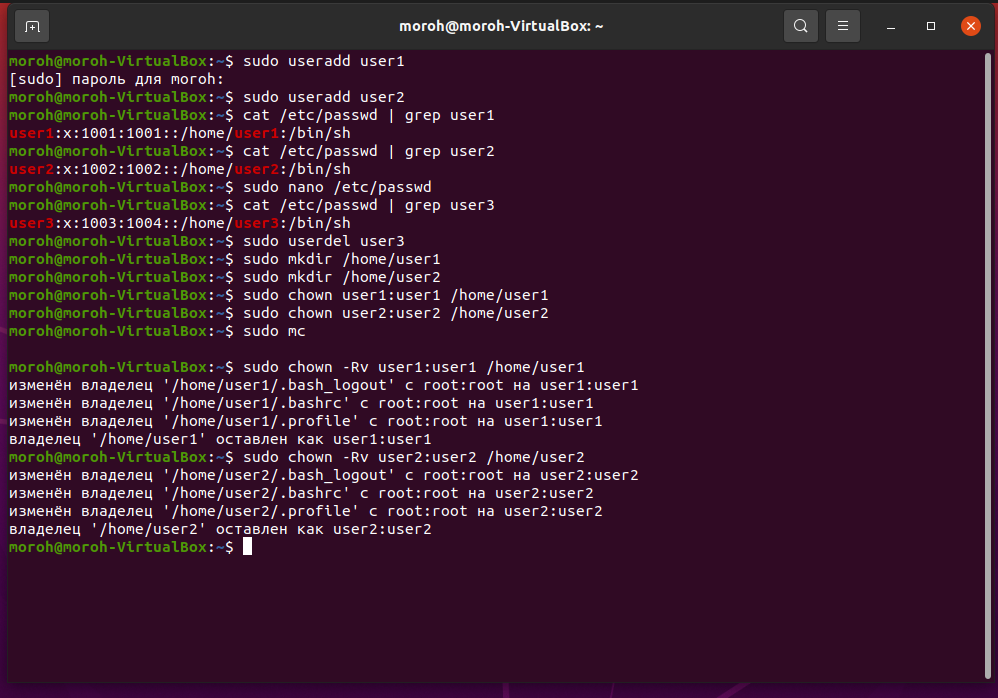 moroh@moroh-VirtualBox: ~
moroh@moroh-VirtualBox:~$ sudo useradd user1
[sudo] пароль для moroh:
moroh@moroh-VirtualBox:~$ sudo useradd user2
moroh@moroh-VirtualBox:~$ cat /etc/passwd | grep user1
user1:x:1001:1001::/home/user1:/bin/sh
moroh@moroh-VirtualBox:~$ cat /etc/passwd | grep user2
user2:x:1002:1002::/home/user2:/bin/sh
moroh@moroh-VirtualBox:~$ sudo nano /etc/passwd
moroh@moroh-VirtualBox:~$ cat /etc/passwd | grep user3
user3:x:1003:1004::/home/user3:/bin/sh
moroh@moroh-VirtualBox:~$ sudo userdel user3
moroh@moroh-VirtualBox:~$ sudo mkdir /home/user1
moroh@moroh-VirtualBox:~$ sudo mkdir /home/user2
moroh@moroh-VirtualBox:~$ sudo chown user1:user1 /home/user1
moroh@moroh-VirtualBox:~$ sudo chown user2:user2 /home/user2
moroh@moroh-VirtualBox:~$ sudo mc
moroh@moroh-VirtualBox:~$ sudo chown -Rv user1:user1 /home/user1
изменён владелец '/home/user1/.bash_logout' с root:root на user1:user1
изменён владелец '/home/user1/.bashrc' с root:root на user1:user1
изменён владелец '/home/user1/.profile' с root:root на user1:user1
владелец '/home/user1' оставлен как user1:user1
moroh@moroh-VirtualBox:~$ sudo chown -Rv user2:user2 /home/user2
изменён владелец '/home/user2/.bash_logout' с root:root на user2:user2
изменён владелец '/home/user2/.bashrc' с root:root на user2:user2
изменён владелец '/home/user2/.profile' с root:root на user2:user2
владелец '/home/user2' оставлен как user2:user2
moroh@moroh-VirtualBox:~$